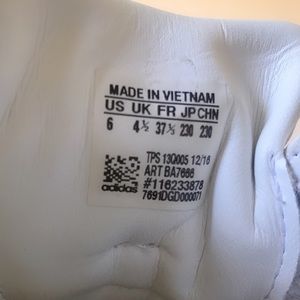 MADE IN VIETNAM
US UK FR JP CHN
6 4½ 37⅓ 230 230
TPS 13Q005 12/16
ART BA7666
#116233878
7691DGD000071
adidas